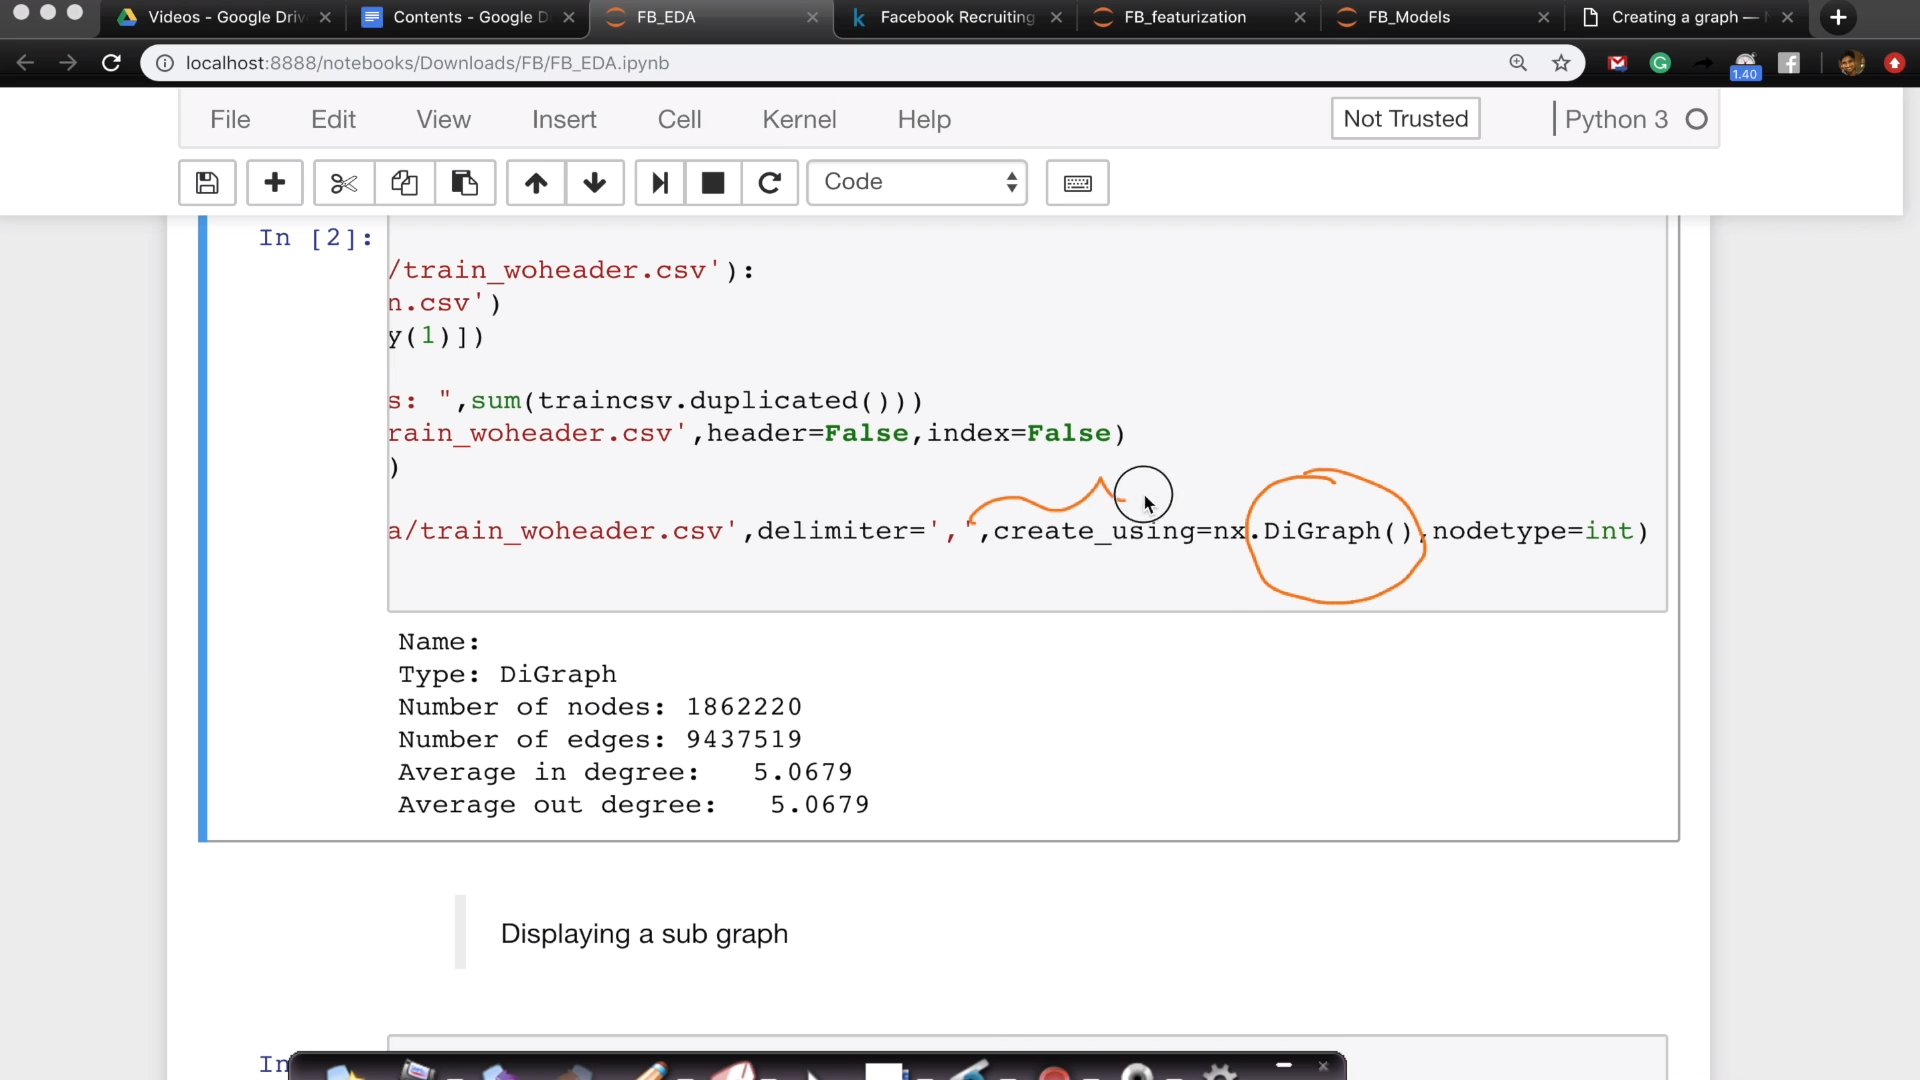 Videos - Google Driv
Contents - Google D
FB_EDA
Facebook Recruiting
FB_featurization
FB_Models
Creating a graph —
localhost:8888/notebooks/Downloads/FB/FB_EDA.ipynb
1.40
File Edit View Insert Cell Kernel Help
Not Trusted
Python 3
Code
In [2]:
/train_woheader.csv'):
n.csv')
y(1)])
s: ",sum(traincsv.duplicated()))
rain_woheader.csv',header=False,index=False)
)
a/train_woheader.csv',delimiter=',',create_using=nx.DiGraph(),nodetype=int)
Name:
Type: DiGraph
Number of nodes: 1862220
Number of edges: 9437519
Average in degree: 5.0679
Average out degree: 5.0679
Displaying a sub graph
In